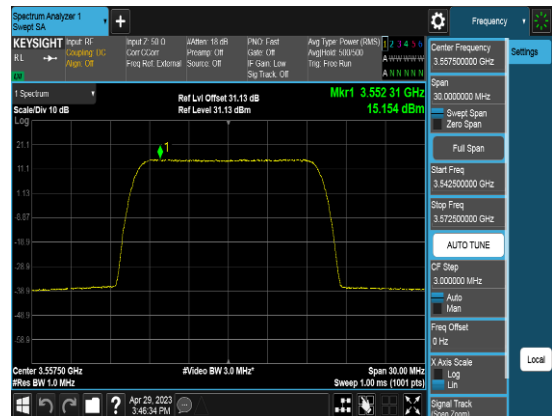 Spectrum Analyzer 1
Swept SA
+
Frequency
KEYSIGHT
Input: RF
Coupling: DC
Align: Off
Input Z: 50 Ω
Corr CCorr
Freq Ref: External
#Atten: 18 dB
Preamp: Off
Source: Off
PNO: Fast
Gate: Off
IF Gain: Low
Sig Track: Off
Avg Type: Power (RMS)
Avg|Hold: 500/500
Trig: Free Run
1 2 3 4 5 6
A W W W W W
A N N N N N
RL
1 Spectrum
Scale/Div 10 dB
Ref Lvl Offset 31.13 dB
Ref Level 31.13 dBm
Mkr1 3.552 31 GHz
15.154 dBm
Log
21.1
11.1
1.13
-8.87
-18.9
-28.9
-38.9
-48.9
-58.9
1
Center 3.55750 GHz
#Res BW 1.0 MHz
#Video BW 3.0 MHz*
Span 30.00 MHz
Sweep 1.00 ms (1001 pts)
Center Frequency
3.557500000 GHz
Settings
Span
30.0000000 MHz
Swept Span
Zero Span
Full Span
Start Freq
3.542500000 GHz
Stop Freq
3.572500000 GHz
AUTO TUNE
CF Step
3.000000 MHz
Auto
Man
Freq Offset
0 Hz
X Axis Scale
Log
Lin
Local
Signal Track
(Span Zoom)
?
Apr 29, 2023
3:46:34 PM